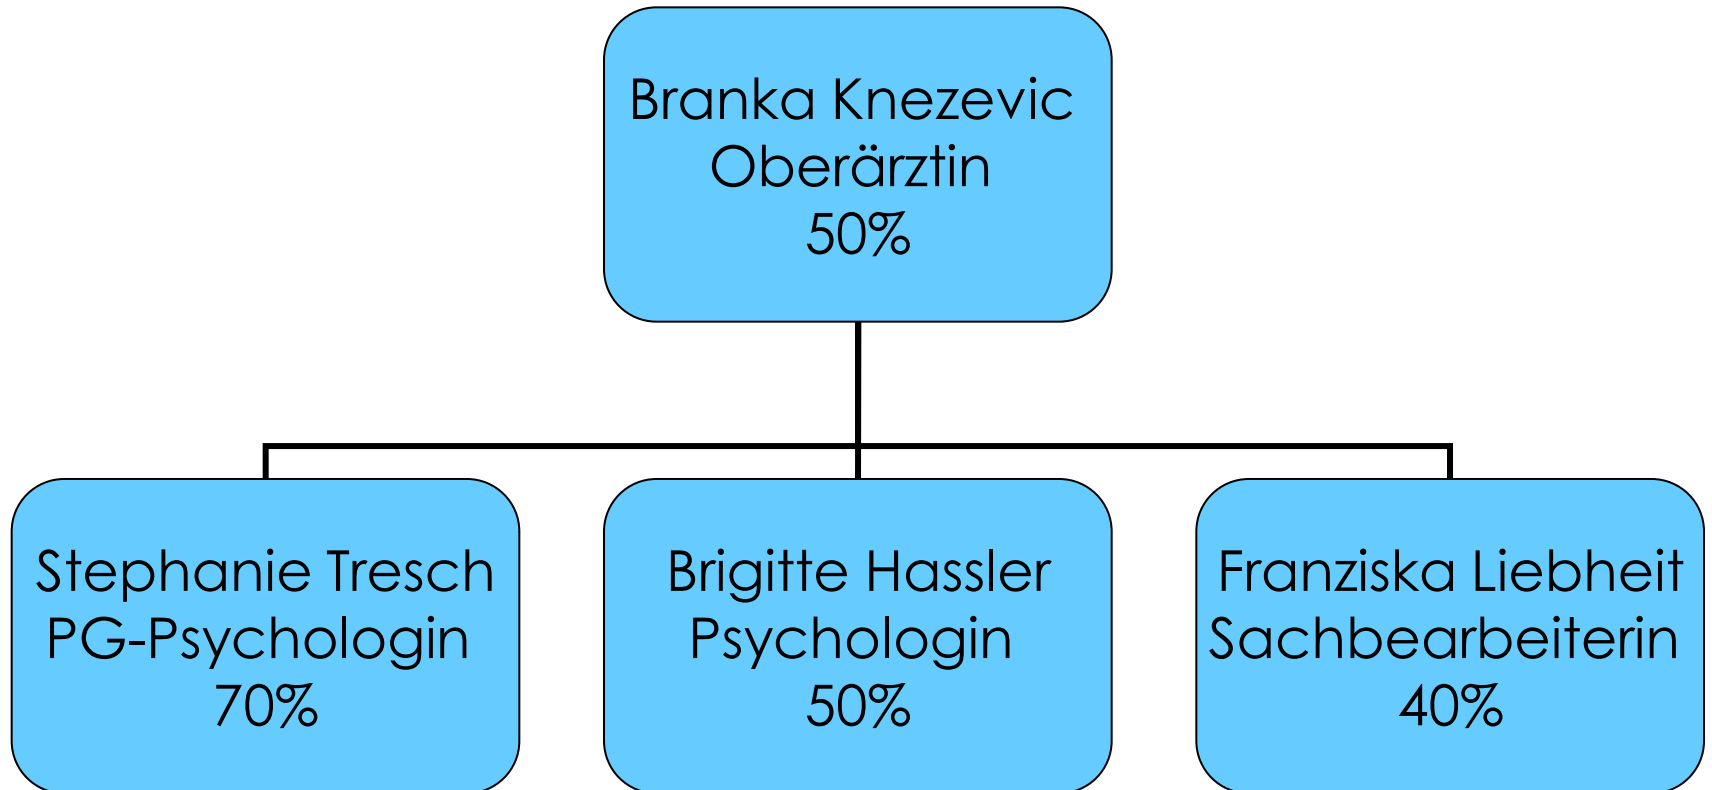 Branka Knezevic
Oberärztin
50%
Stephanie Tresch
PG-Psychologin
70%
Brigitte Hassler
Psychologin
50%
Franziska Liebheit
Sachbearbeiterin
40%